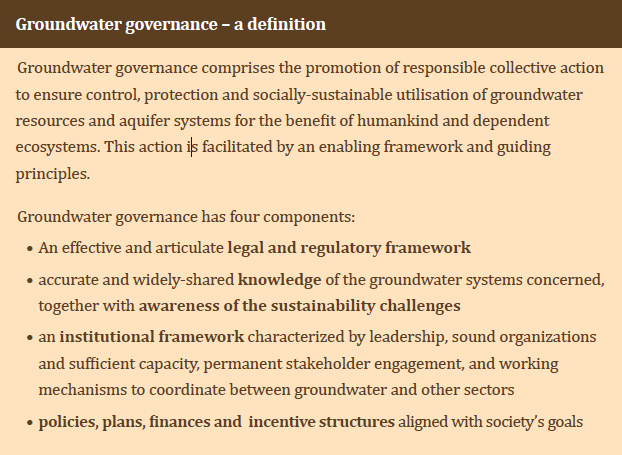 Groundwater governance – a definition
Groundwater governance comprises the promotion of responsible collective action
to ensure control, protection and socially-sustainable utilisation of groundwater
resources and aquifer systems for the benefit of humankind and dependent
ecosystems. This action is facilitated by an enabling framework and guiding
principles.
Groundwater governance has four components:
• An effective and articulate legal and regulatory framework
• accurate and widely-shared knowledge of the groundwater systems concerned,
together with awareness of the sustainability challenges
• an institutional framework characterized by leadership, sound organizations
and sufficient capacity, permanent stakeholder engagement, and working
mechanisms to coordinate between groundwater and other sectors
• policies, plans, finances and incentive structures aligned with society's goals